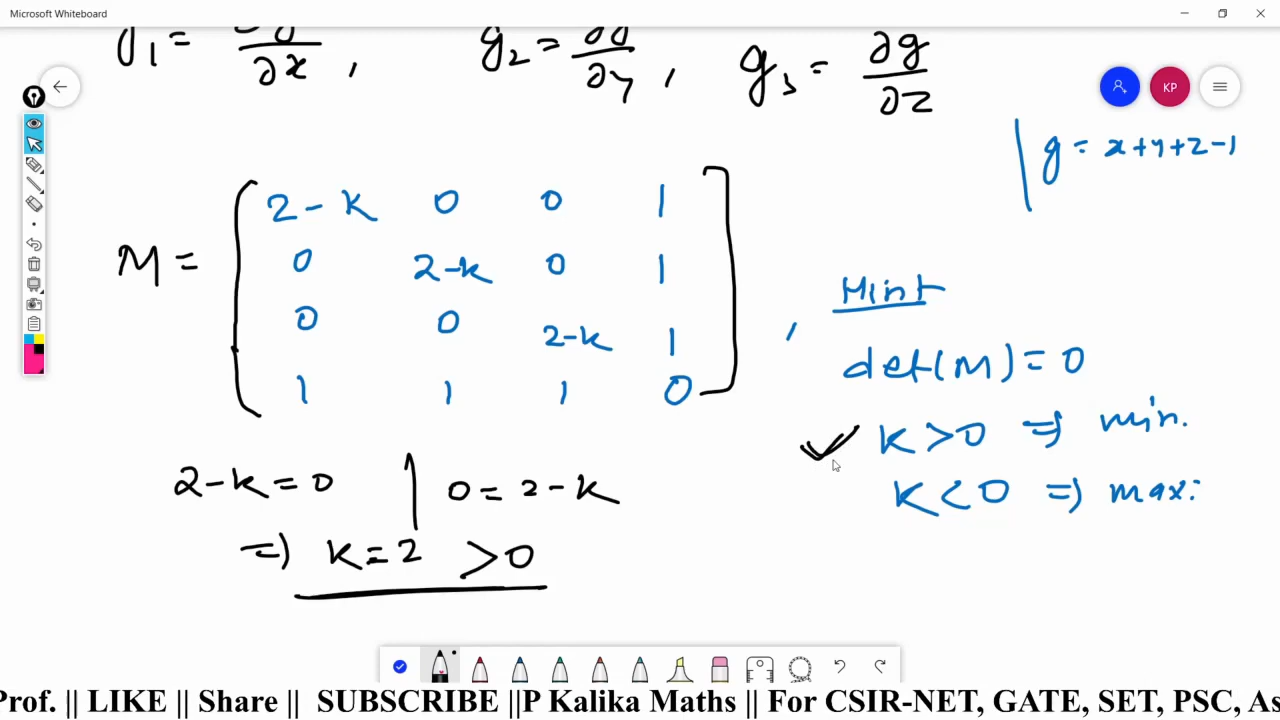 Microsoft Whiteboard
g₁ = ∂g/∂x , g₂ = ∂g/∂y , g₃ = ∂g/∂z
KP
g = x+y+z-1
M = [ 2-k 0 0 1
0 2-k 0 1
0 0 2-k 1
1 1 1 0 ] ,
Hint
det(M) = 0
✓ k>0 ⇒ min.
k<0 ⇒ max:
2-k=0 | 0=2-k
⇒ k=2 >0
Prof. || LIKE || Share || SUBSCRIBE ||P Kalika Maths || For CSIR-NET, GATE, SET, PSC, As